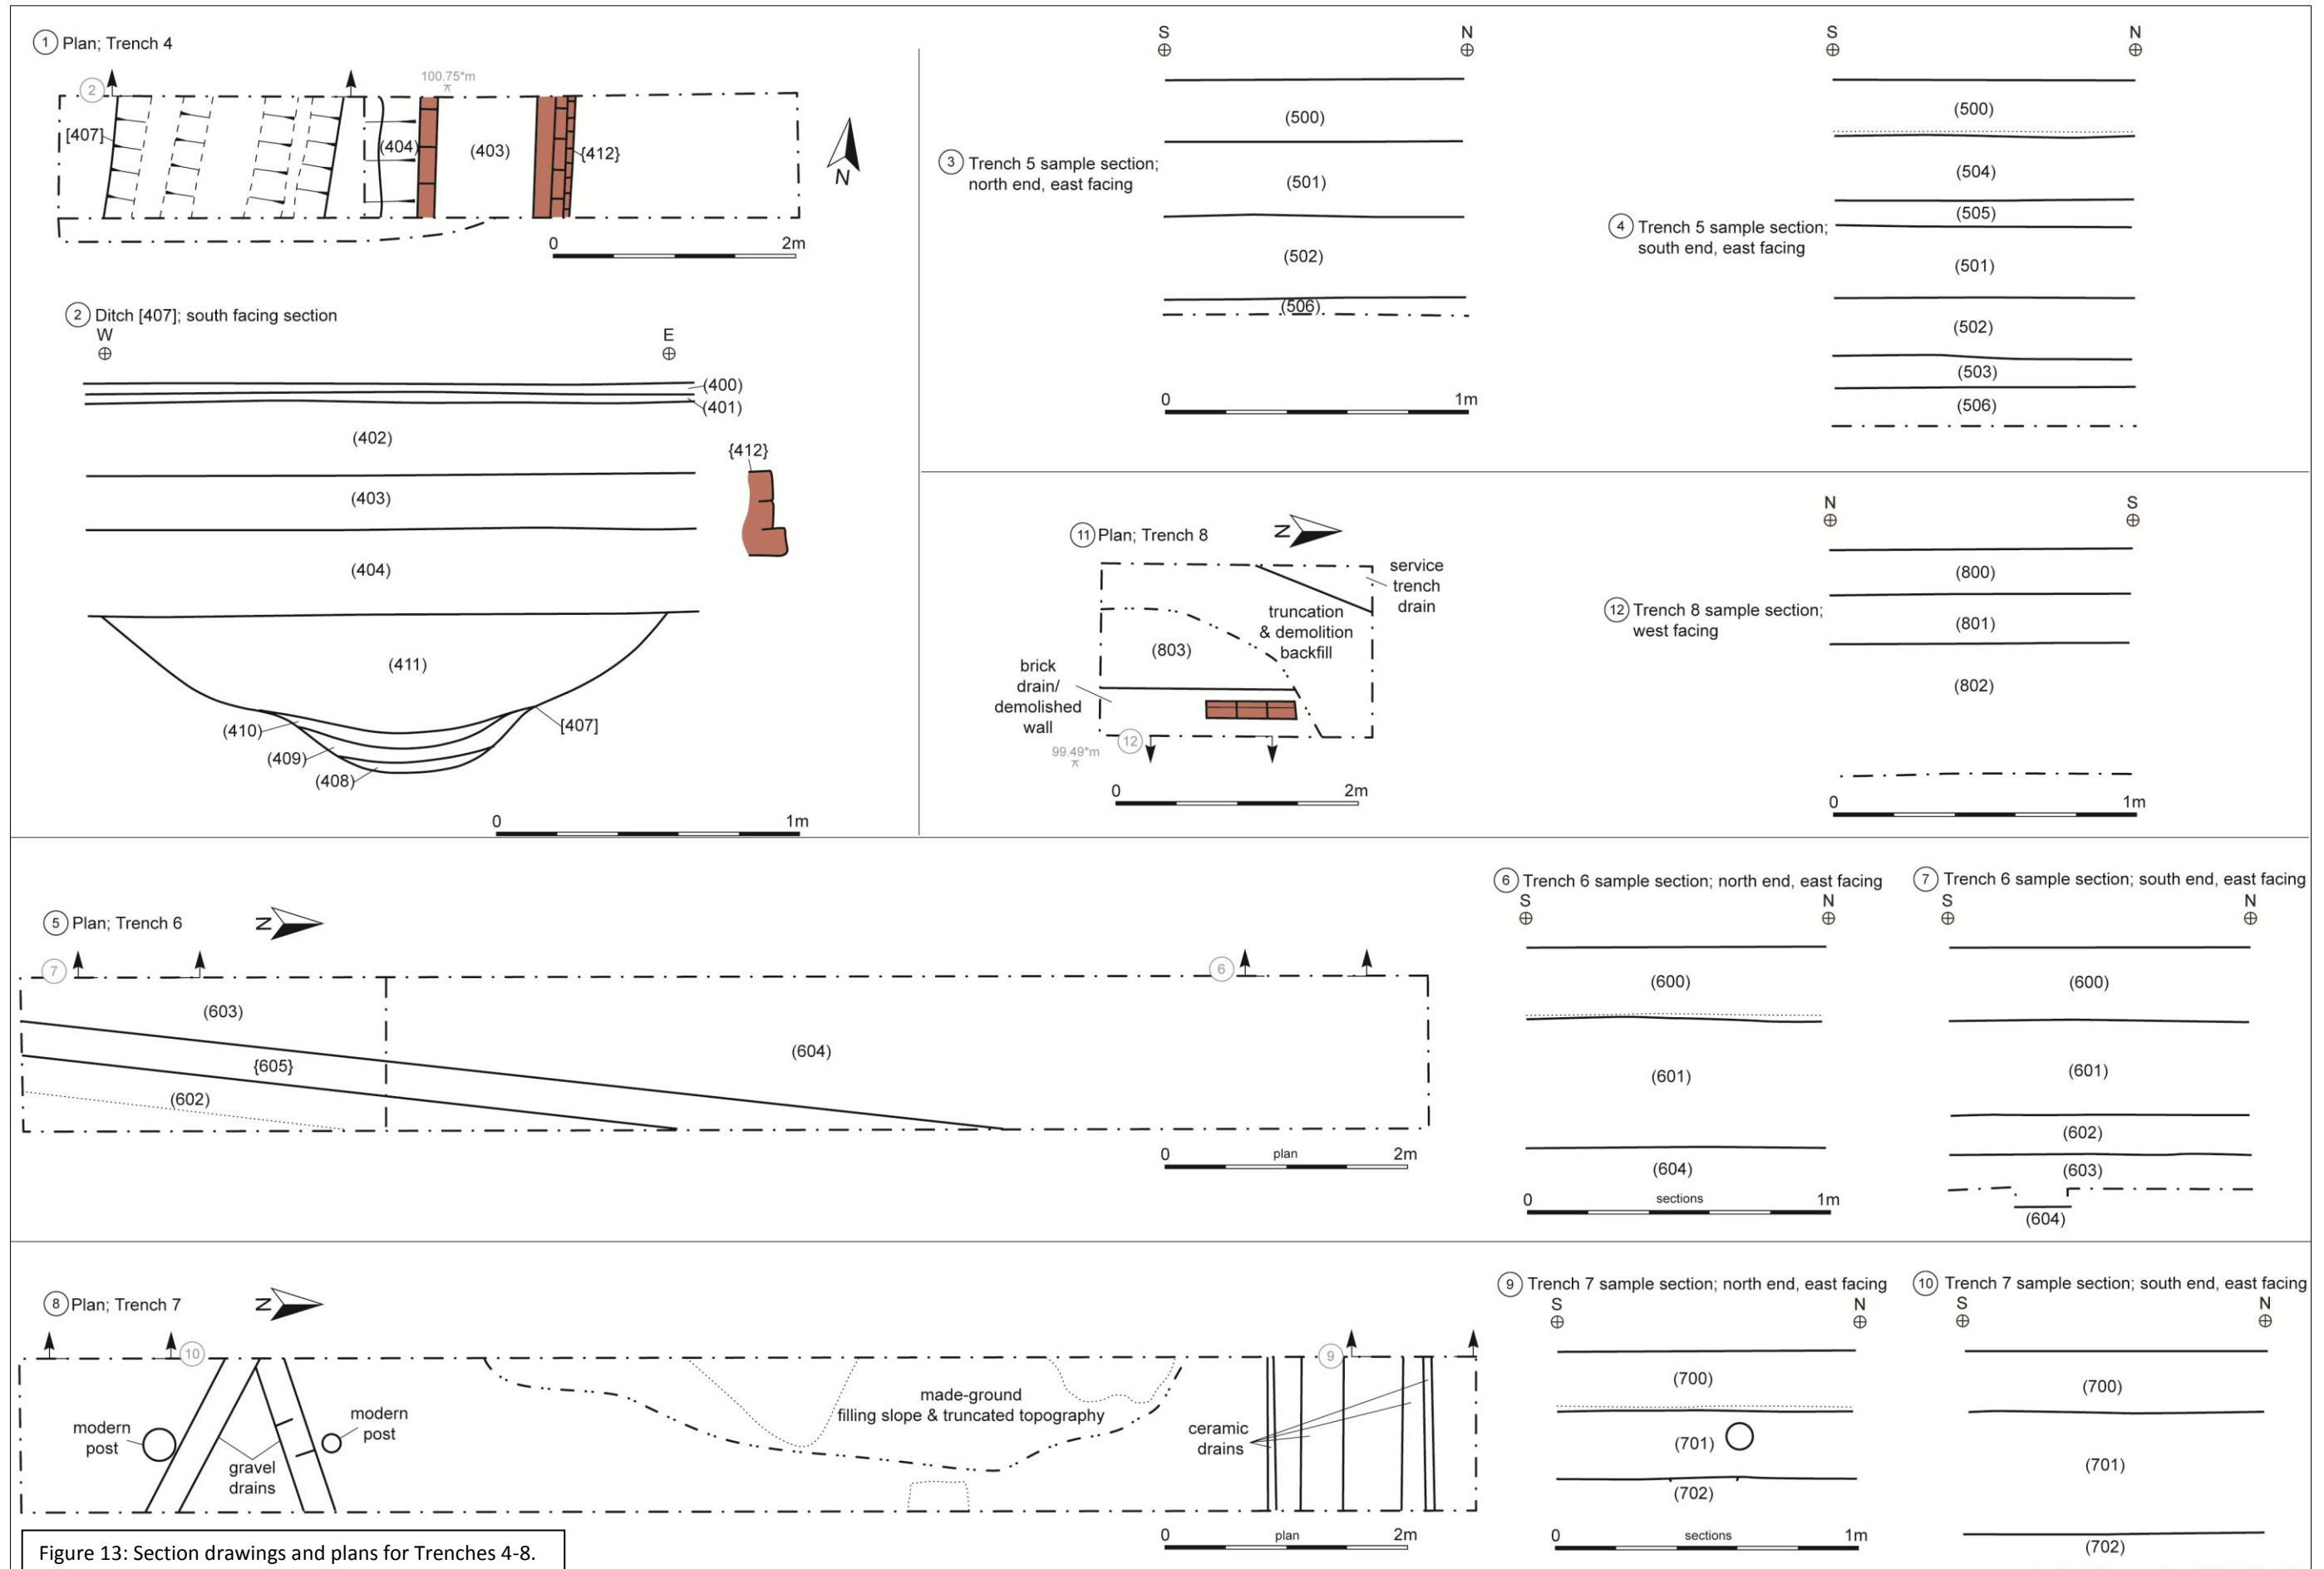 1 Plan; Trench 4
2
100.75*m
[407]
(404)
(403)
{412}
N
0 2m
2 Ditch [407]; south facing section
W E
(400)
(401)
(402)
{412}
(403)
(404)
(411)
(410)
[407]
(409)
(408)
0 1m
S N
(500)
3 Trench 5 sample section;
north end, east facing
(501)
(502)
(506)
0 1m
S N
(500)
(504)
(505)
4 Trench 5 sample section;
south end, east facing
(501)
(502)
(503)
(506)
11 Plan; Trench 8
N
service
trench
drain
truncation
& demolition
backfill
(803)
brick
drain/
demolished
wall
12
99.49*m
0 2m
N S
(800)
12 Trench 8 sample section;
west facing
(801)
(802)
0 1m
5 Plan; Trench 6
N
7
6
(603)
{605}
(604)
(602)
0 plan 2m
6 Trench 6 sample section; north end, east facing
S N
(600)
(601)
(604)
0 sections 1m
7 Trench 6 sample section; south end, east facing
S N
(600)
(601)
(602)
(603)
(604)
8 Plan; Trench 7
N
10
9
modern
post
modern
post
gravel
drains
made-ground
filling slope & truncated topography
ceramic
drains
0 plan 2m
9 Trench 7 sample section; north end, east facing
S N
(700)
(701)
(702)
0 sections 1m
10 Trench 7 sample section; south end, east facing
S N
(700)
(701)
(702)
Figure 13: Section drawings and plans for Trenches 4-8.